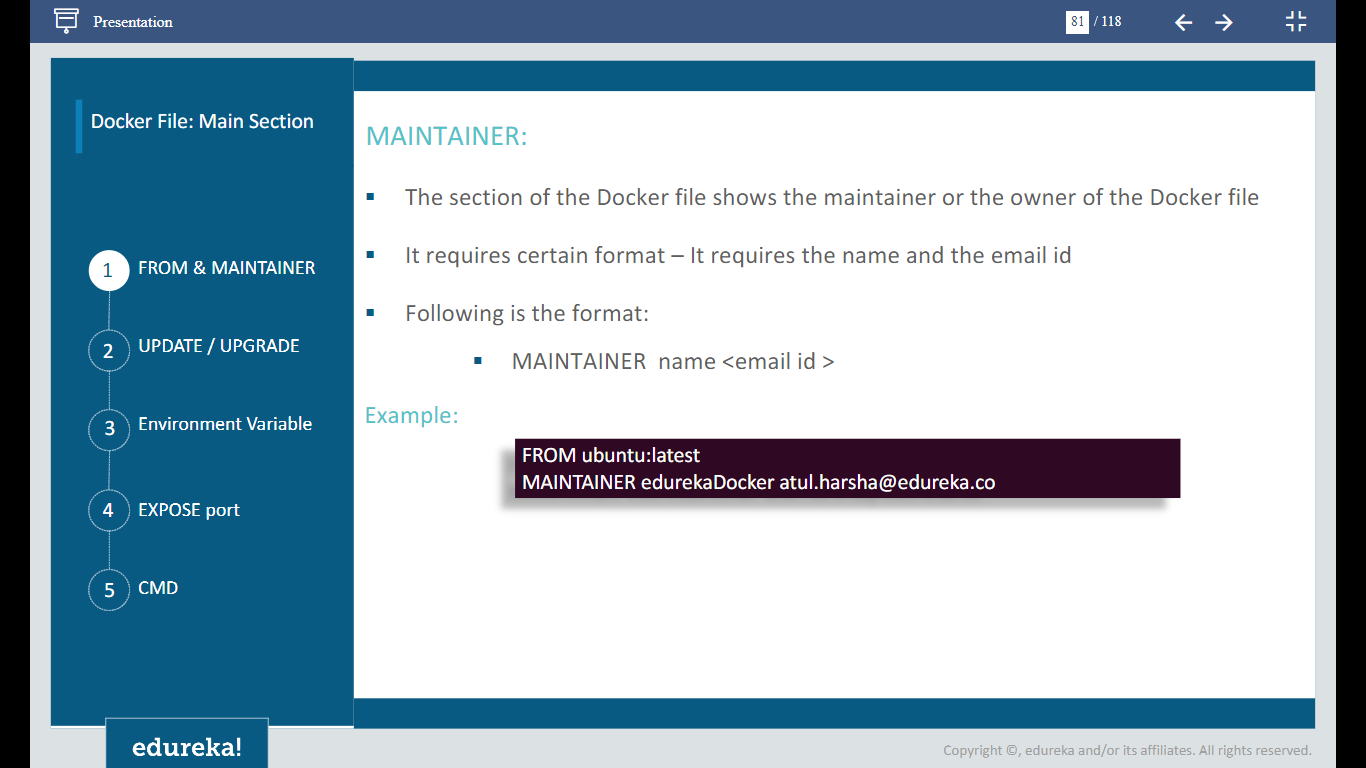 Presentation
81 / 118
Docker File: Main Section
1 FROM & MAINTAINER
2 UPDATE / UPGRADE
3 Environment Variable
4 EXPOSE port
5 CMD
edureka!
MAINTAINER:
▪ The section of the Docker file shows the maintainer or the owner of the Docker file
▪ It requires certain format – It requires the name and the email id
▪ Following is the format:
▪ MAINTAINER name <email id >
Example:
FROM ubuntu:latest
MAINTAINER edurekaDocker atul.harsha@edureka.co
Copyright ©, edureka and/or its affiliates. All rights reserved.